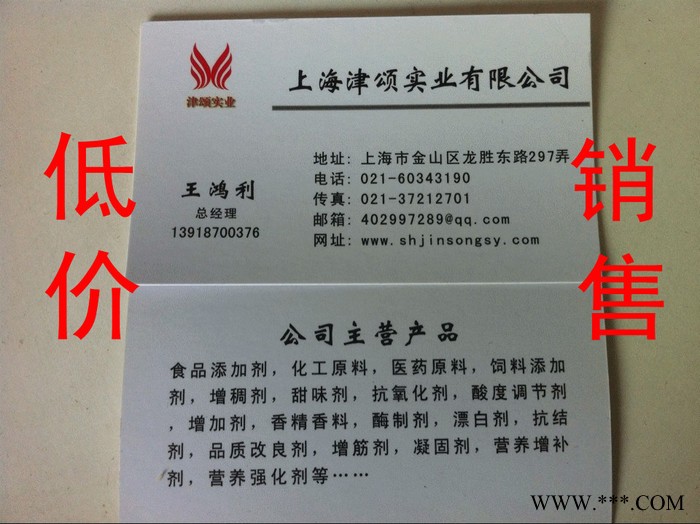 津颂实业
上海津颂实业有限公司
王鸿利
总经理
13918700376
地址: 上海市金山区龙胜东路297弄
电话: 021-60343190
传真: 021-37212701
邮箱: 402997289@qq.com
网址: www.shjinsongsy.com
低价
销售
公司主营产品
食品添加剂, 化工原料, 医药原料, 饲料添加
剂, 增稠剂, 甜味剂, 抗氧化剂, 酸度调节剂
, 增加剂, 香精香料, 酶制剂, 漂白剂, 抗结
剂, 品质改良剂, 增筋剂, 凝固剂, 营养增补
剂, 营养强化剂等……
WWW.***.COM